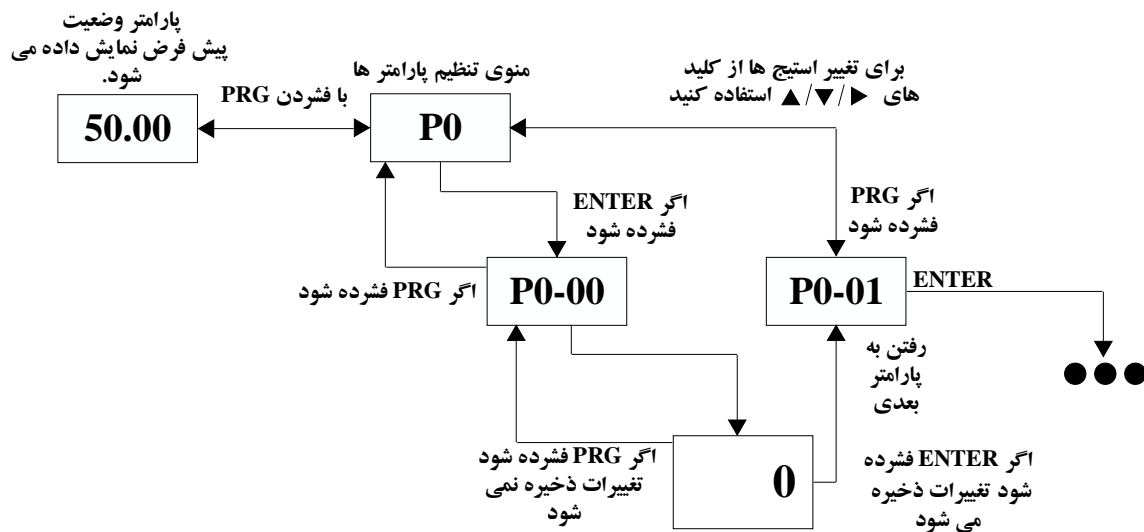 پارامتر وضعیت
پیش فرض نمایش داده می
شود.
50.00
با فشردن PRG
منوی تنظیم پارامتر ها
P0
برای تغییر استیج ها از کلید
های ▲/▼/▶ استفاده کنید
اگر ENTER
فشرده شود
اگر PRG
فشرده شود
اگر PRG فشرده شود
P0-00
P0-01
ENTER
رفتن به
پارامتر
بعدی
اگر PRG فشرده شود
تغییرات ذخیره نمی
شود
0
اگر ENTER فشرده
شود تغییرات ذخیره
می شود